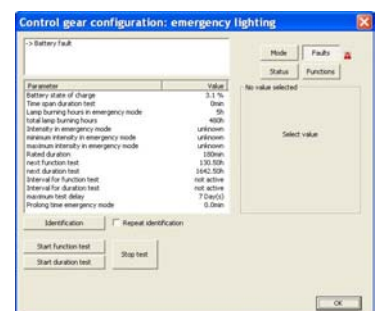 Control gear configuration: emergency lighting
-> Battery fault
Mode
Faults
Status
Functions
Parameter Value
Battery state of charge 3.1 %
Time span duration test 0min
Lamp burning hours in emergency mode 5h
total lamp burning hours 460h
Intensity in emergency mode unknown
minimum intensity in emergency mode unknown
maximum intensity in emergency mode unknown
Rated duration 180min
next function test 130.50h
next duration test 1642.50h
Interval for function test not active
Interval for duration test not active
maximum test delay 7 Day(s)
Prolong time emergency mode 0.0min
No value selected
Select value
Identification
Repeat identification
Start function test
Stop test
Start duration test
OK